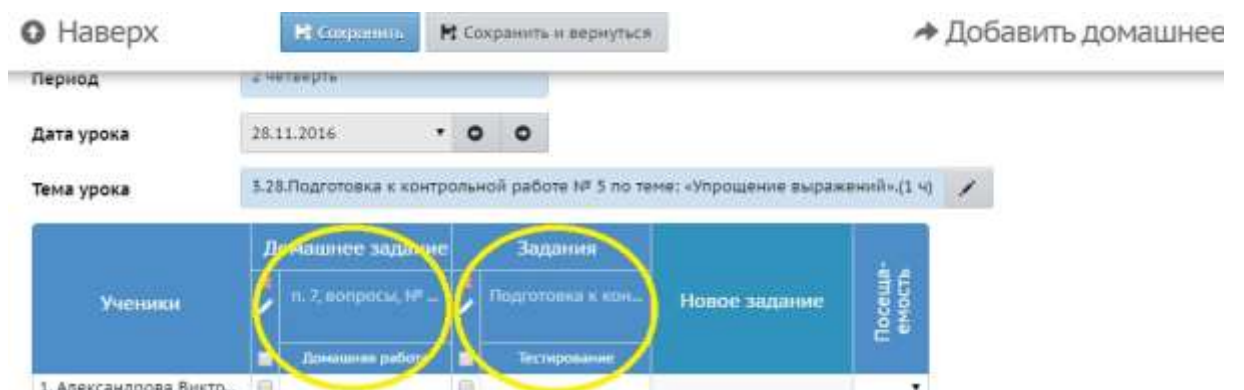 Наверх Сохранить Сохранить и вернуться Добавить домашнее
Период 2 четверть
Дата урока 28.11.2016
Тема урока 3.28.Подготовка к контрольной работе № 5 по теме: «Упрощение выражений».(1 ч)
Домашнее задание Задания
Ученики п. 7, вопросы, № ... Подготовка к кон... Новое задание Посеща-
емость
Домашняя работа Тестирование
1. Александрова Викто...